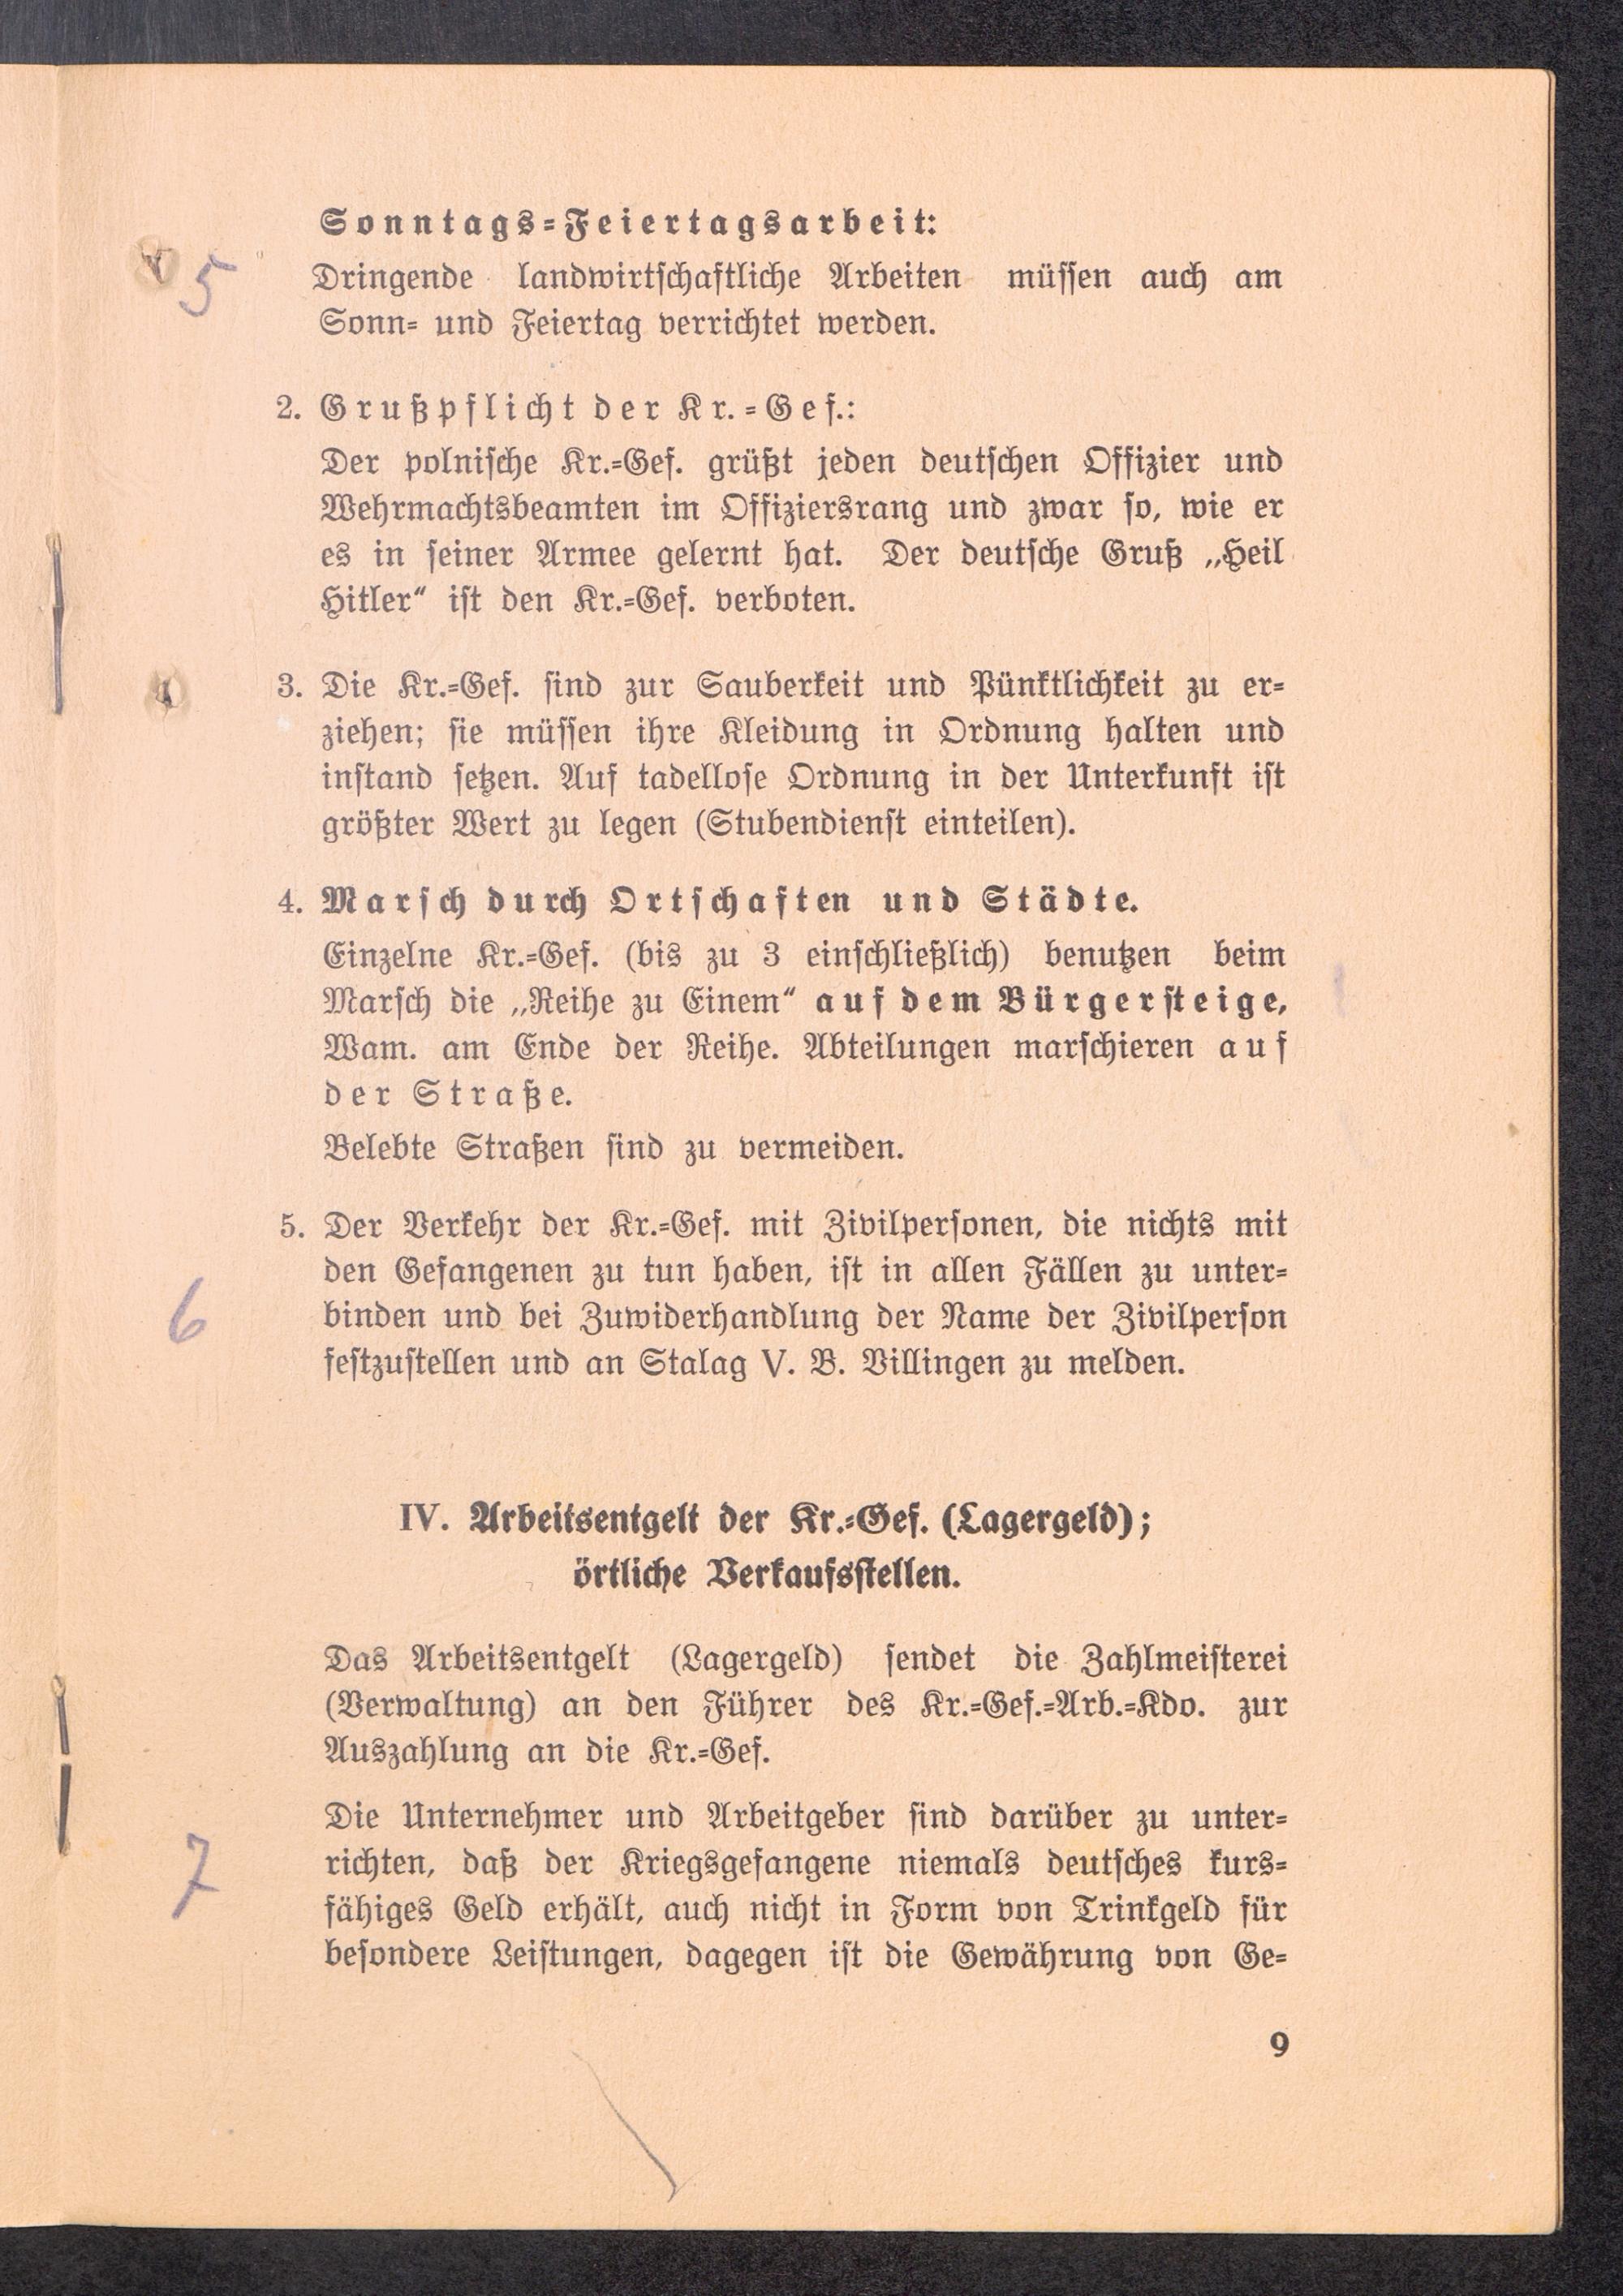 Sonntags=Feiertagsarbeit:
5
Dringende landwirtschaftliche Arbeiten müssen auch am
Sonn= und Feiertag verrichtet werden.
2. Grußpflicht der Kr.=Gef.:
Der polnische Kr.=Gef. grüßt jeden deutschen Offizier und
Wehrmachtsbeamten im Offiziersrang und zwar so, wie er
es in seiner Armee gelernt hat. Der deutsche Gruß „Heil
Hitler“ ist den Kr.=Gef. verboten.
3. Die Kr.=Gef. sind zur Sauberkeit und Pünktlichkeit zu er=
ziehen; sie müssen ihre Kleidung in Ordnung halten und
instand setzen. Auf tadellose Ordnung in der Unterkunft ist
größter Wert zu legen (Stubendienst einteilen).
4. Marsch durch Ortschaften und Städte.
Einzelne Kr.=Gef. (bis zu 3 einschließlich) benutzen beim
Marsch die „Reihe zu Einem“ auf dem Bürgersteige,
Wam. am Ende der Reihe. Abteilungen marschieren auf
der Straße.
Belebte Straßen sind zu vermeiden.
5. Der Verkehr der Kr.=Gef. mit Zivilpersonen, die nichts mit
den Gefangenen zu tun haben, ist in allen Fällen zu unter=
6
binden und bei Zuwiderhandlung der Name der Zivilperson
festzustellen und an Stalag V. B. Villingen zu melden.
IV. Arbeitsentgelt der Kr.=Gef. (Lagergeld);
örtliche Verkaufsstellen.
Das Arbeitsentgelt (Lagergeld) sendet die Zahlmeisterei
(Verwaltung) an den Führer des Kr.=Gef.=Arb.=Kdo. zur
Auszahlung an die Kr.=Gef.
Die Unternehmer und Arbeitgeber sind darüber zu unter=
7
richten, daß der Kriegsgefangene niemals deutsches kurs=
fähiges Geld erhält, auch nicht in Form von Trinkgeld für
besondere Leistungen, dagegen ist die Gewährung von Ge=
9